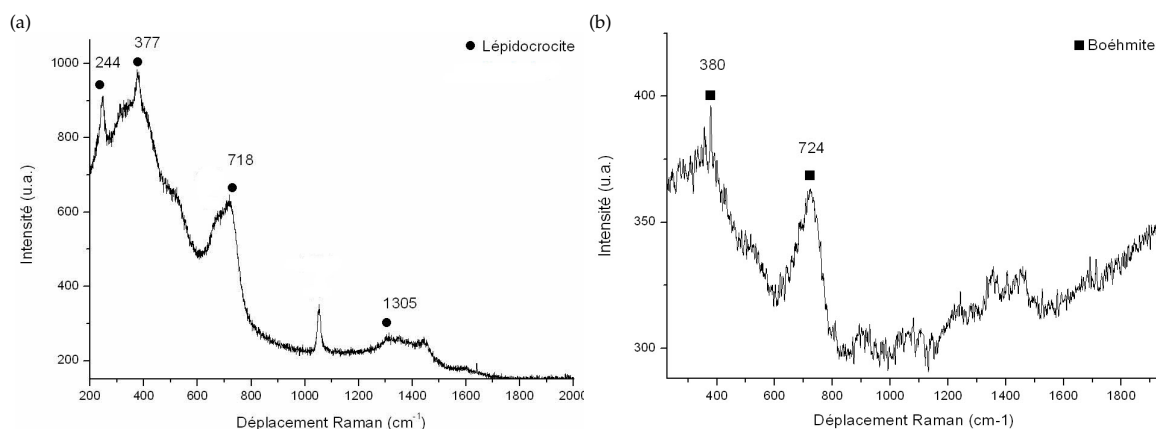 (a)
244
377
● Lépidocrocite
718
1305
Intensité (u.a.)
1000
800
600
400
200
200 400 600 800 1000 1200 1400 1600 1800 2000
Déplacement Raman (cm⁻¹)
(b)
■ Boéhmite
380
724
Intensité (u.a.)
400
350
300
400 600 800 1000 1200 1400 1600 1800
Déplacement Raman (cm-1)